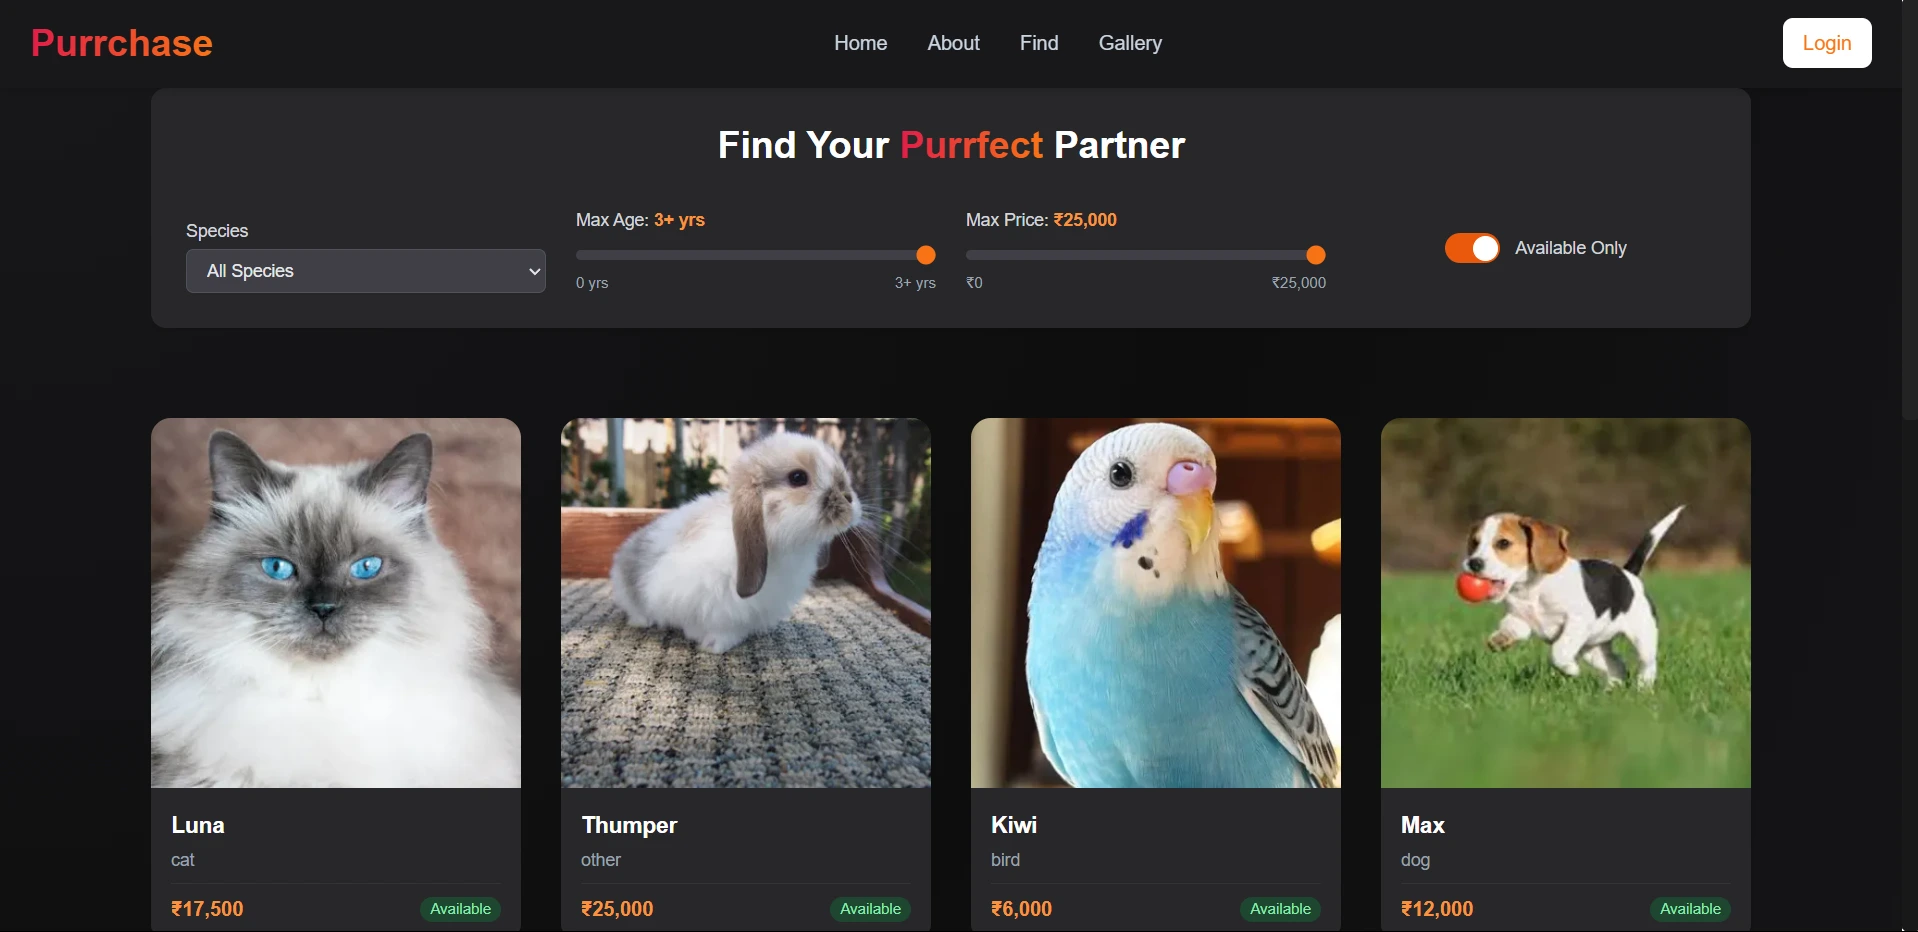 Purrchase
Home About Find Gallery
Login
Find Your Purrfect Partner
Species
All Species
Max Age: 3+ yrs
0 yrs 3+ yrs
Max Price: ₹25,000
₹0 ₹25,000
Available Only
Luna
cat
₹17,500 Available
Thumper
other
₹25,000 Available
Kiwi
bird
₹6,000 Available
Max
dog
₹12,000 Available